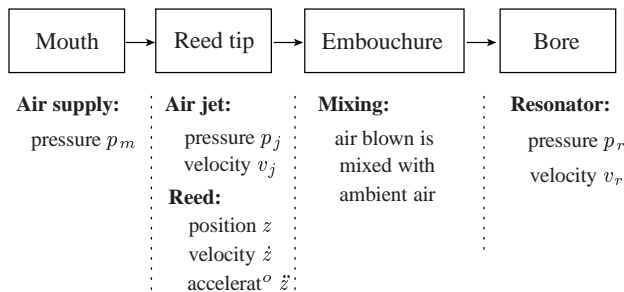 Mouth
Reed tip
Embouchure
Bore
Air supply:
pressure p_m
Air jet:
pressure p_j
velocity v_j
Reed:
position z
velocity ż
accelerat^o z̈
Mixing:
air blown is
mixed with
ambient air
Resonator:
pressure p_r
velocity v_r